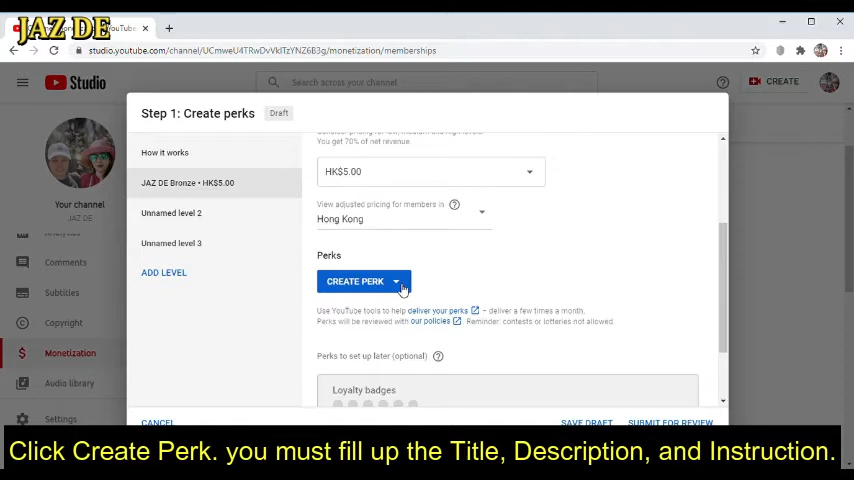 JAZ DE
YouTube
studio.youtube.com/channel/UCmweU4TRwDvVklTzYNZ6B3g/monetization/memberships
Studio
Search across your channel
CREATE
Step 1: Create perks
Draft
How it works
You get 70% of net revenue.
HK$5.00
JAZ DE Bronze • HK$5.00
Your channel
JAZ DE
View adjusted pricing for members in
Hong Kong
Unnamed level 2
Unnamed level 3
Perks
ADD LEVEL
CREATE PERK
Comments
Subtitles
Copyright
Monetization
Audio library
Settings
Use YouTube tools to help deliver your perks – deliver a few times a month.
Perks will be reviewed with our policies Reminder: contests or lotteries not allowed.
Perks to set up later (optional)
Loyalty badges
CANCEL
SAVE DRAFT
SUBMIT FOR REVIEW
Click Create Perk. you must fill up the Title, Description, and Instruction.